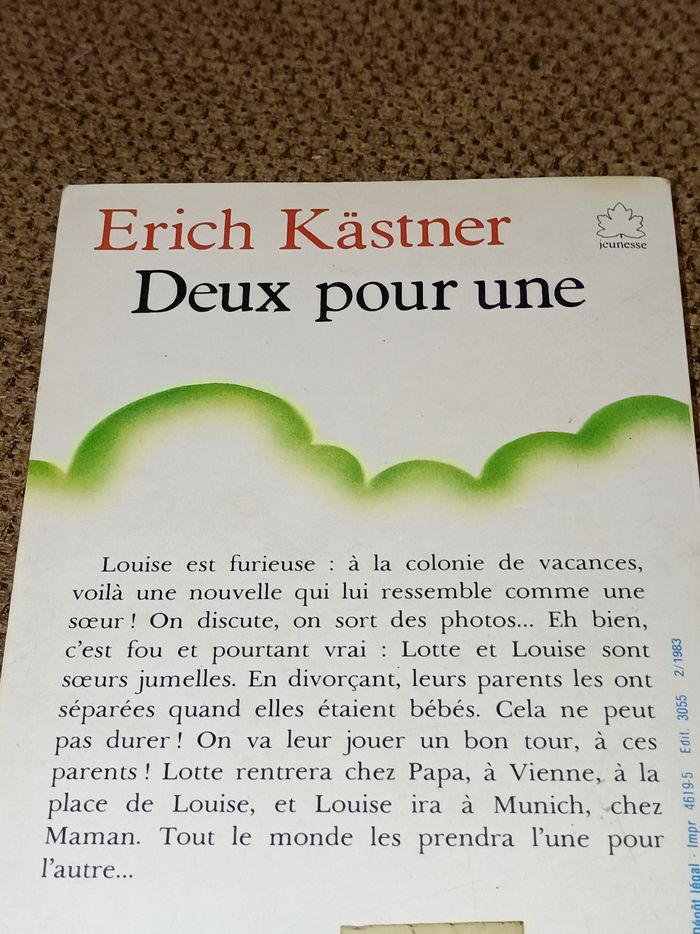 Erich Kästner
jeunesse
Deux pour une
Louise est furieuse : à la colonie de vacances,
voilà une nouvelle qui lui ressemble comme une
sœur ! On discute, on sort des photos... Eh bien,
c'est fou et pourtant vrai : Lotte et Louise sont
sœurs jumelles. En divorçant, leurs parents les ont
séparées quand elles étaient bébés. Cela ne peut
pas durer ! On va leur jouer un bon tour, à ces
parents ! Lotte rentrera chez Papa, à Vienne, à la
place de Louise, et Louise ira à Munich, chez
Maman. Tout le monde les prendra l'une pour
l'autre...
Dépôt légal - Impr 4619-5 Edit. 3055 2/1983